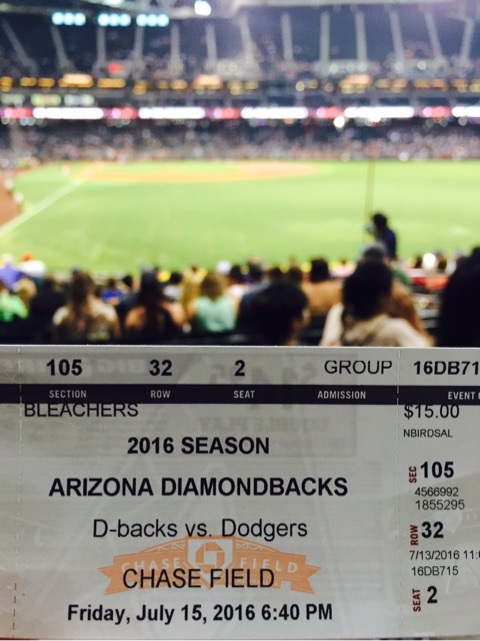 105 32 2 GROUP 16DB71
SECTION ROW SEAT ADMISSION EVENT
BLEACHERS $15.00
NBIRDSAL
2016 SEASON
ARIZONA DIAMONDBACKS
D-backs vs. Dodgers
CHASE FIELD
CHASE FIELD
Friday, July 15, 2016 6:40 PM
SEC 105
4566992
1855295
ROW 32
7/13/2016 11:
16DB715
SEAT 2